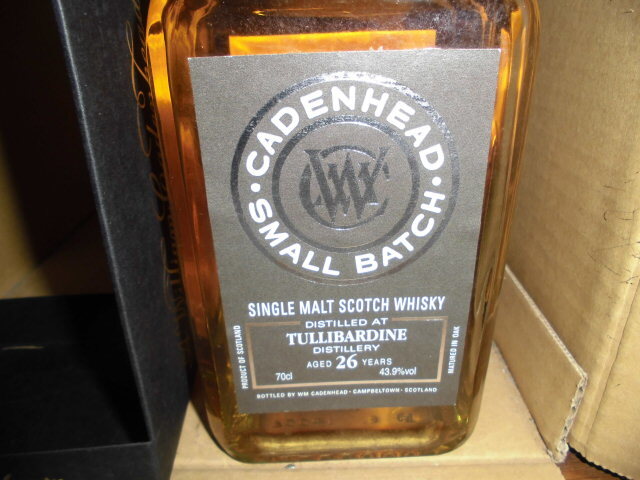 CADENHEAD
SMALL BATCH
SINGLE MALT SCOTCH WHISKY
PRODUCT OF SCOTLAND
DISTILLED AT
TULLIBARDINE
DISTILLERY
AGED 26 YEARS
70cl 43.9%vol
MATURED IN OAK
BOTTLED BY WM CADENHEAD · CAMPBELTOWN · SCOTLAND